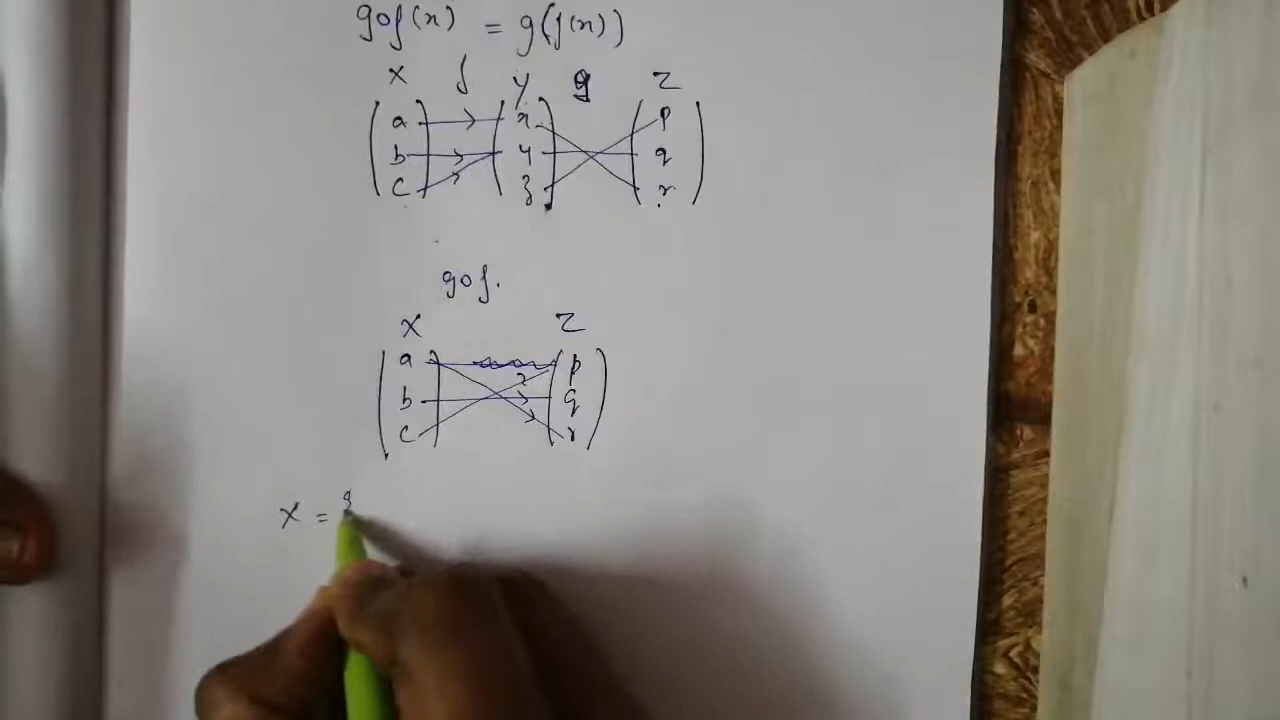 gof(x) = g(f(x))
X f Y g Z
a x p
b y q
c z r
gof.
X Z
a p
b q
c r
X = {